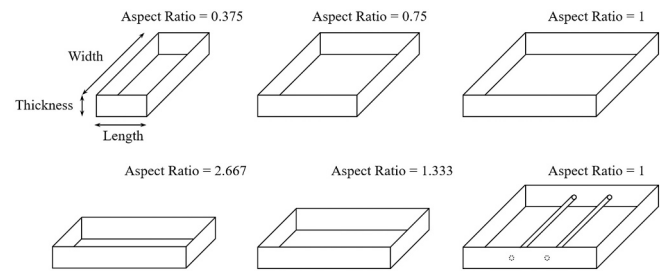 Aspect Ratio = 0.375
Aspect Ratio = 0.75
Aspect Ratio = 1
Width
Thickness
Length
Aspect Ratio = 2.667
Aspect Ratio = 1.333
Aspect Ratio = 1